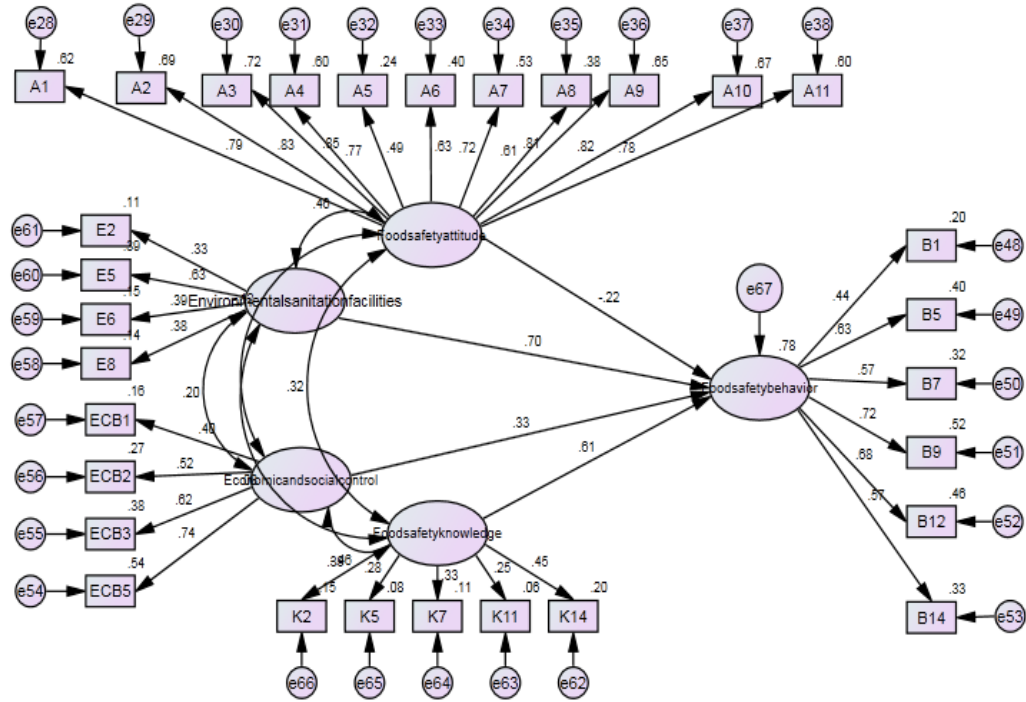 e28 e29 e30 e31 e32 e33 e34 e35 e36 e37 e38
.62 .69 .72 .60 .24 .40 .53 .38 .65 .67 .60
A1 A2 A3 A4 A5 A6 A7 A8 A9 A10 A11
.79 .83 .85 .77 .49 .63 .72 .61 .81 .82 .78
Foodsafetyattitude
.46
.11
e61 E2 .33
.39
e60 E5 .63
.15
e59 E6 .39
.14
e58 E8 .38
Environmentalsanitationfacilities
.20
.32
-.22
.70
.33
.61
e67
.78
Foodsafetybehavior
.16
e57 ECB1 .40
.27
e56 ECB2 .52
.38
e55 ECB3 .62
.54
e54 ECB5 .74
Economicandsocialcontrol
Foodsafetyknowledge
.46
.39 .28 .33 .25 .45
.15 .08 .11 .06 .20
K2 K5 K7 K11 K14
e66 e65 e64 e63 e62
.20
.44 B1 e48
.40
.63 B5 e49
.32
.57 B7 e50
.52
.72 B9 e51
.46
.68 B12 e52
.33
.57 B14 e53